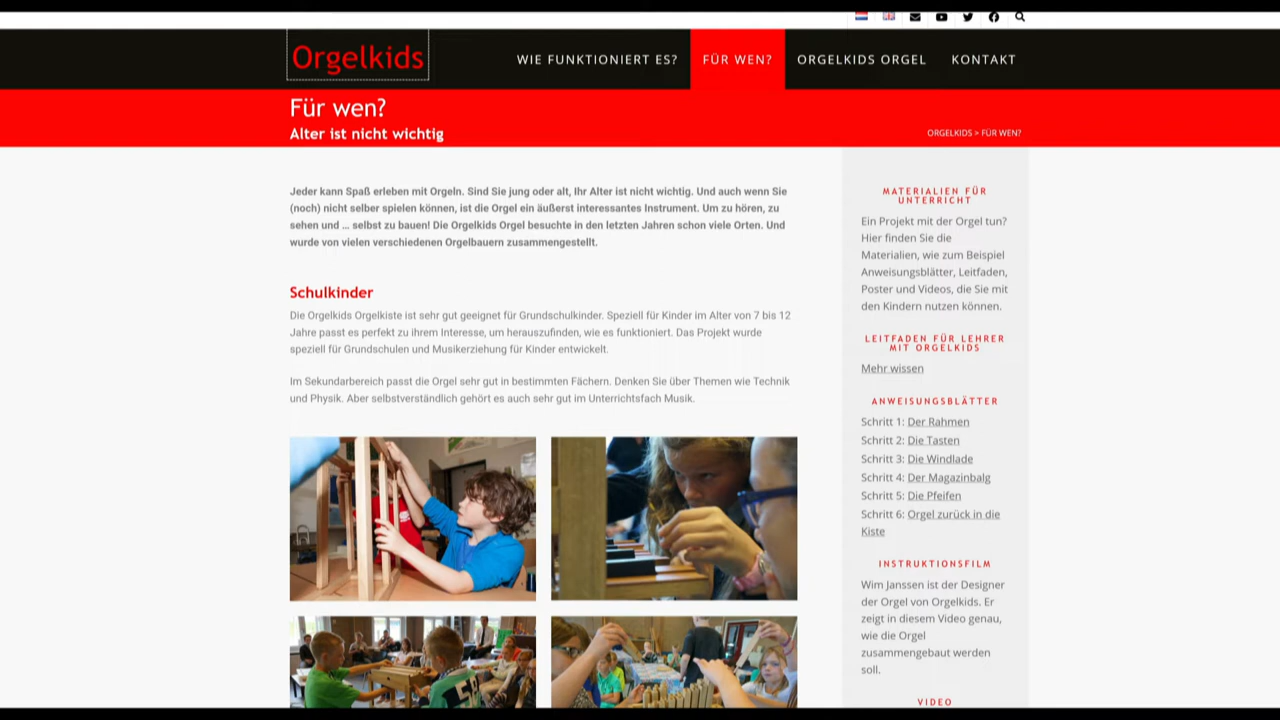 Orgelkids
WIE FUNKTIONIERT ES?
FÜR WEN?
ORGELKIDS ORGEL
KONTAKT
Für wen?
Alter ist nicht wichtig
ORGELKIDS > FÜR WEN?
Jeder kann Spaß erleben mit Orgeln. Sind Sie jung oder alt, Ihr Alter ist nicht wichtig. Und auch wenn Sie
(noch) nicht selber spielen können, ist die Orgel ein äußerst interessantes Instrument. Um zu hören, zu
sehen und ... selbst zu bauen! Die Orgelkids Orgel besuchte in den letzten Jahren schon viele Orten. Und
wurde von vielen verschiedenen Orgelbauern zusammengestellt.
Schulkinder
Die Orgelkids Orgelkiste ist sehr gut geeignet für Grundschulkinder. Speziell für Kinder im Alter von 7 bis 12
Jahre passt es perfekt zu ihrem Interesse, um herauszufinden, wie es funktioniert. Das Projekt wurde
speziell für Grundschulen und Musikerziehung für Kinder entwickelt.
Im Sekundarbereich passt die Orgel sehr gut in bestimmten Fächern. Denken Sie über Themen wie Technik
und Physik. Aber selbstverständlich gehört es auch sehr gut im Unterrichtsfach Musik.
MATERIALIEN FÜR
UNTERRICHT
Ein Projekt mit der Orgel tun?
Hier finden Sie die
Materialien, wie zum Beispiel
Anweisungsblätter, Leitfaden,
Poster und Videos, die Sie mit
den Kindern nutzen können.
LEITFADEN FÜR LEHRER
MIT ORGELKIDS
Mehr wissen
ANWEISUNGSBLÄTTER
Schritt 1: Der Rahmen
Schritt 2: Die Tasten
Schritt 3: Die Windlade
Schritt 4: Der Magazinbalg
Schritt 5: Die Pfeifen
Schritt 6: Orgel zurück in die
Kiste
INSTRUKTIONSFILM
Wim Janssen ist der Designer
der Orgel von Orgelkids. Er
zeigt in diesem Video genau,
wie die Orgel
zusammengebaut werden
soll.
VIDEO